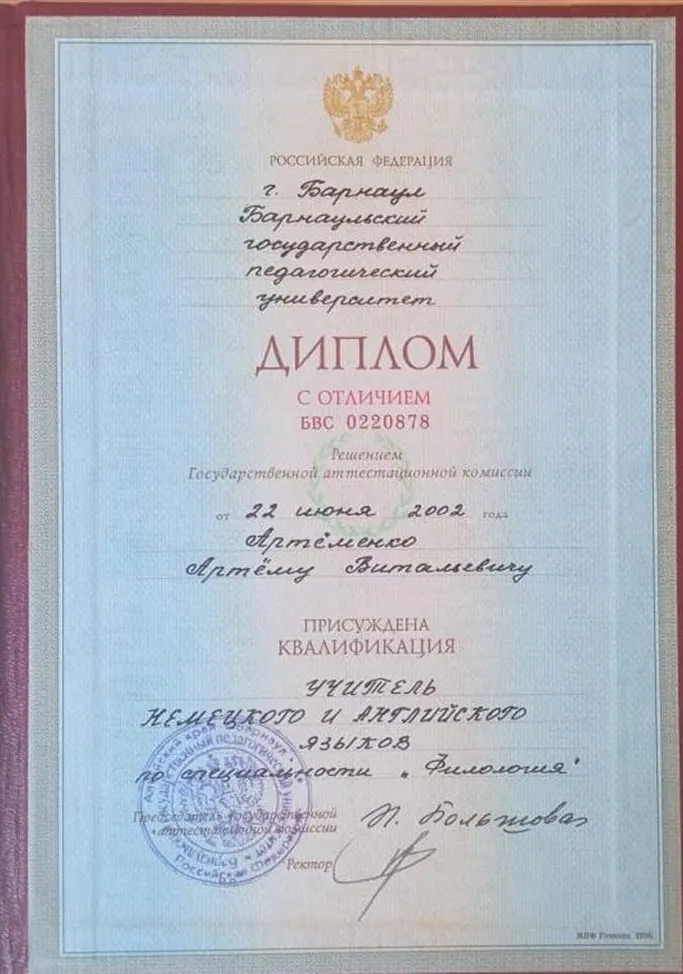 РОССИЙСКАЯ ФЕДЕРАЦИЯ
г. Барнаул
Барнаульский
государственный
педагогический
университет
ДИПЛОМ
С ОТЛИЧИЕМ
БВС 0220878
Решением
Государственной аттестационной комиссии
от 22 июня 2002 года
Артёменко
Артёму Витальевичу
ПРИСУЖДЕНА
КВАЛИФИКАЦИЯ
УЧИТЕЛЬ
НЕМЕЦКОГО И АНГЛИЙСКОГО
ЯЗЫКОВ
по специальности „Филология“
Председатель государственной
аттестационной комиссии
Ректор